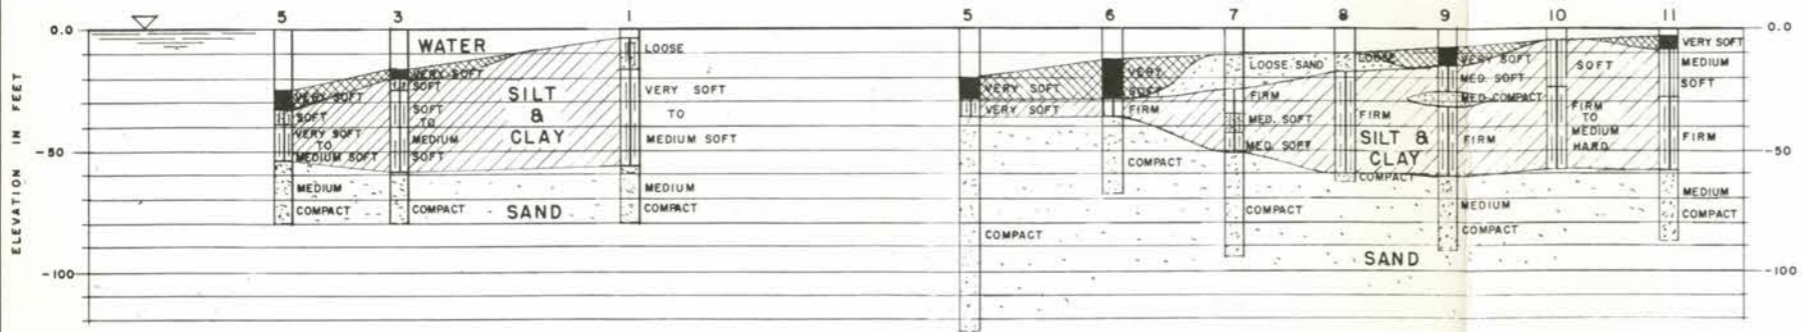 5 3 1 5 6 7 8 9 10 11
0.0 0.0
ELEVATION IN FEET
-50 -50
-100 -100
WATER
VERY SOFT
SOFT
VERY SOFT
TO
MEDIUM SOFT
MEDIUM
COMPACT
VERY SOFT
SOFT
SOFT
TO
MEDIUM
SOFT
COMPACT
SILT
&
CLAY
SAND
LOOSE
VERY SOFT
TO
MEDIUM SOFT
MEDIUM
COMPACT
VERY SOFT
VERY SOFT
COMPACT
VERY
SOFT
FIRM
COMPACT
LOOSE SAND
FIRM
MED. SOFT
MED. SOFT
COMPACT
LOOSE
FIRM
COMPACT
SILT &
CLAY
VERY SOFT
MED. SOFT
MED. COMPACT
FIRM
MEDIUM
COMPACT
SAND
SOFT
FIRM
TO
MEDIUM
HARD
VERY SOFT
MEDIUM
SOFT
FIRM
MEDIUM
COMPACT